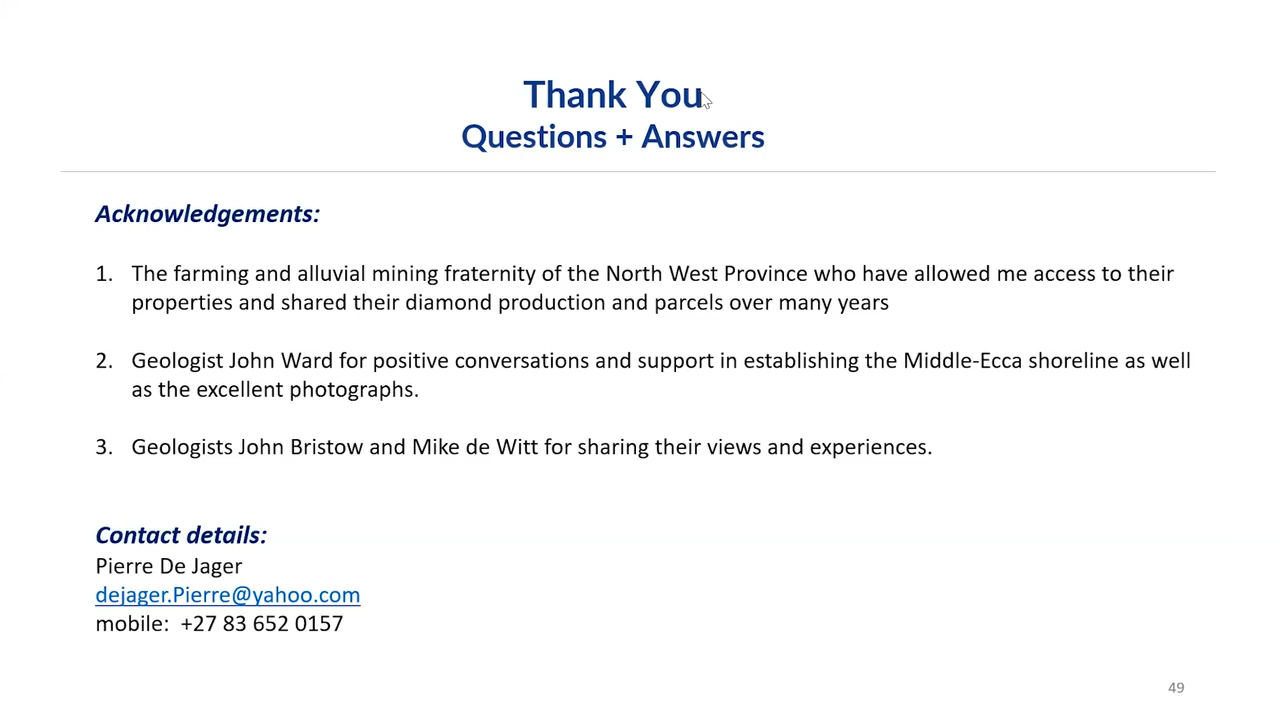 Thank You
Questions + Answers
Acknowledgements:
1. The farming and alluvial mining fraternity of the North West Province who have allowed me access to their
properties and shared their diamond production and parcels over many years
2. Geologist John Ward for positive conversations and support in establishing the Middle-Ecca shoreline as well
as the excellent photographs.
3. Geologists John Bristow and Mike de Witt for sharing their views and experiences.
Contact details:
Pierre De Jager
dejager.Pierre@yahoo.com
mobile: +27 83 652 0157
49